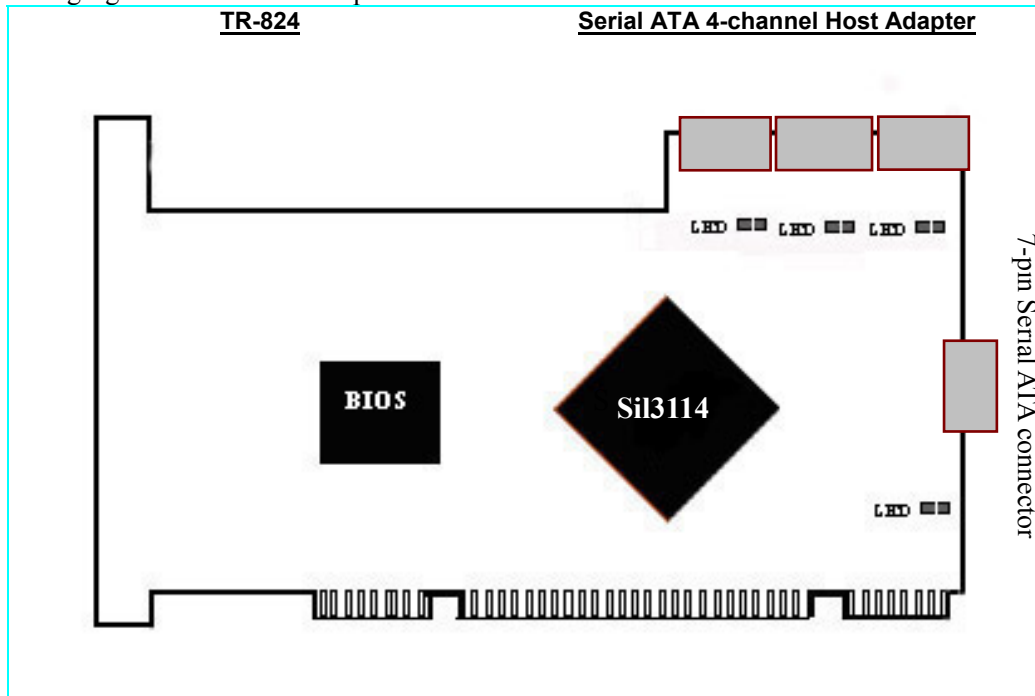 TR-824 Serial ATA 4-channel Host Adapter
LED LED LED
7-pin Serial ATA connector
BIOS
Sil3114
LED